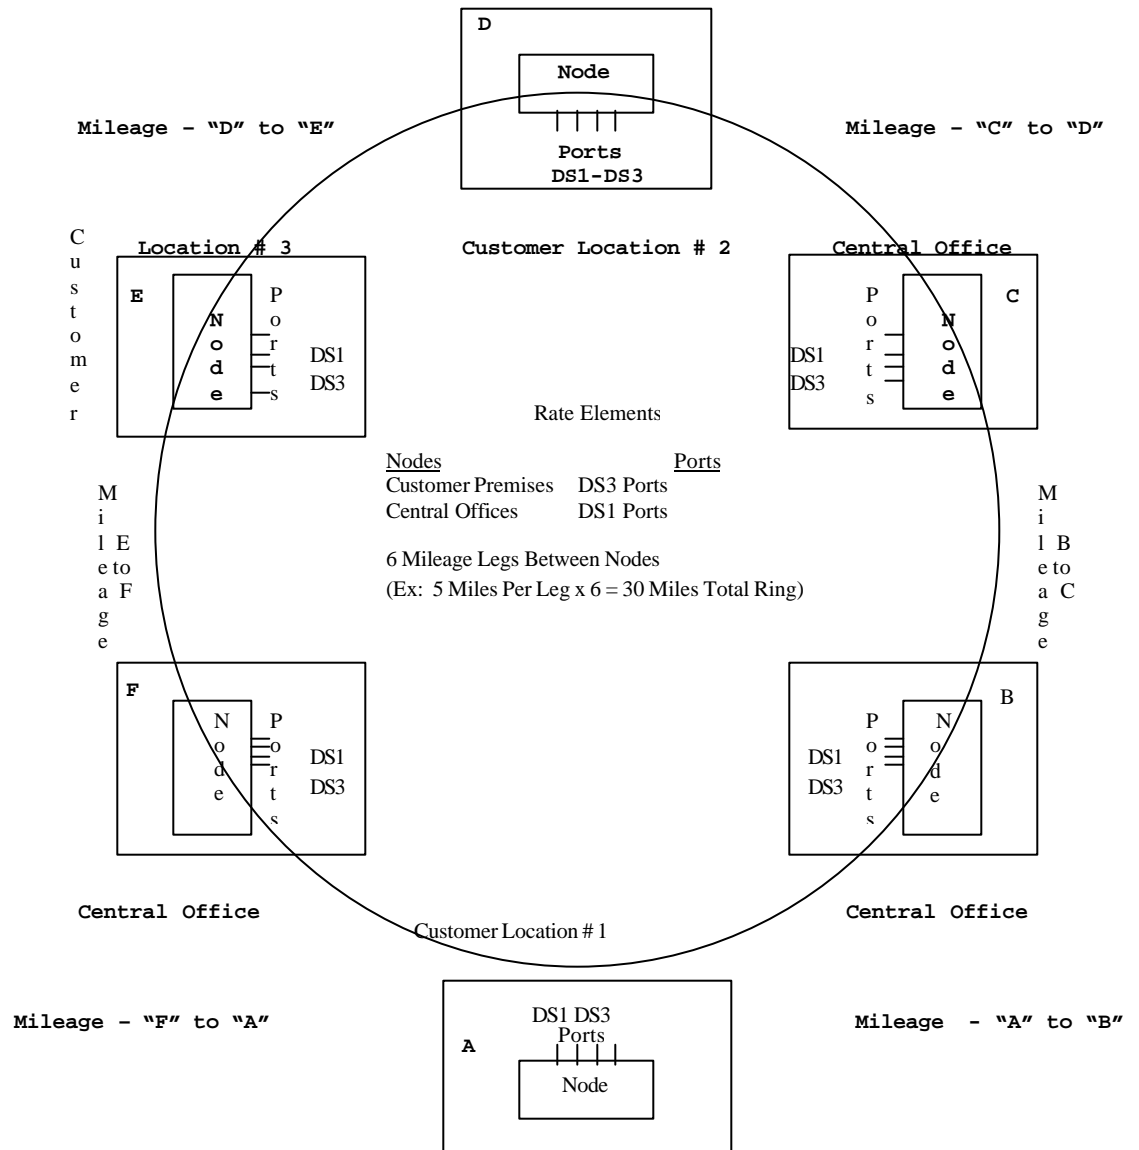 D
Node
Ports
DS1-DS3
Mileage – “D” to “E”
Mileage – “C” to “D”
Customer
Location # 3
Customer Location # 2
Central Office
E
Node
Ports
DS1
DS3
Ports
DS1
DS3
Node
C
Rate Elements
Nodes Ports
Customer Premises DS3 Ports
Central Offices DS1 Ports
6 Mileage Legs Between Nodes
(Ex: 5 Miles Per Leg x 6 = 30 Miles Total Ring)
Mileage
E to F
Mileage
B to C
F
Node
Ports
DS1
DS3
Ports
DS1
DS3
Node
B
Central Office
Central Office
Customer Location # 1
Mileage – “F” to “A”
Mileage - “A” to “B”
A
DS1 DS3
Ports
Node